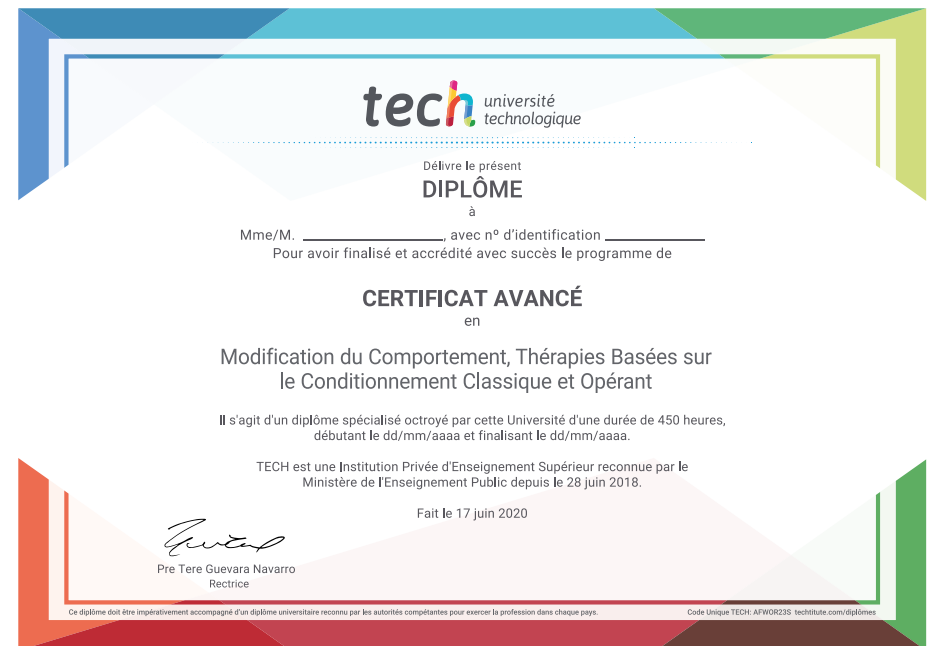 tech université
technologique
Délivre le présent
DIPLÔME
à
Mme/M. ____________________, avec nº d'identification ______________
Pour avoir finalisé et accrédité avec succès le programme de
CERTIFICAT AVANCÉ
en
Modification du Comportement, Thérapies Basées sur
le Conditionnement Classique et Opérant
Il s'agit d'un diplôme spécialisé octroyé par cette Université d'une durée de 450 heures,
débutant le dd/mm/aaaa et finalisant le dd/mm/aaaa.
TECH est une Institution Privée d'Enseignement Supérieur reconnue par le
Ministère de l'Enseignement Public depuis le 28 juin 2018.
Fait le 17 juin 2020
Pre Tere Guevara Navarro
Rectrice
Ce diplôme doit être impérativement accompagné d'un diplôme universitaire reconnu par les autorités compétentes pour exercer la profession dans chaque pays.
Code Unique TECH: AFWOR23S techtitute.com/diplômes